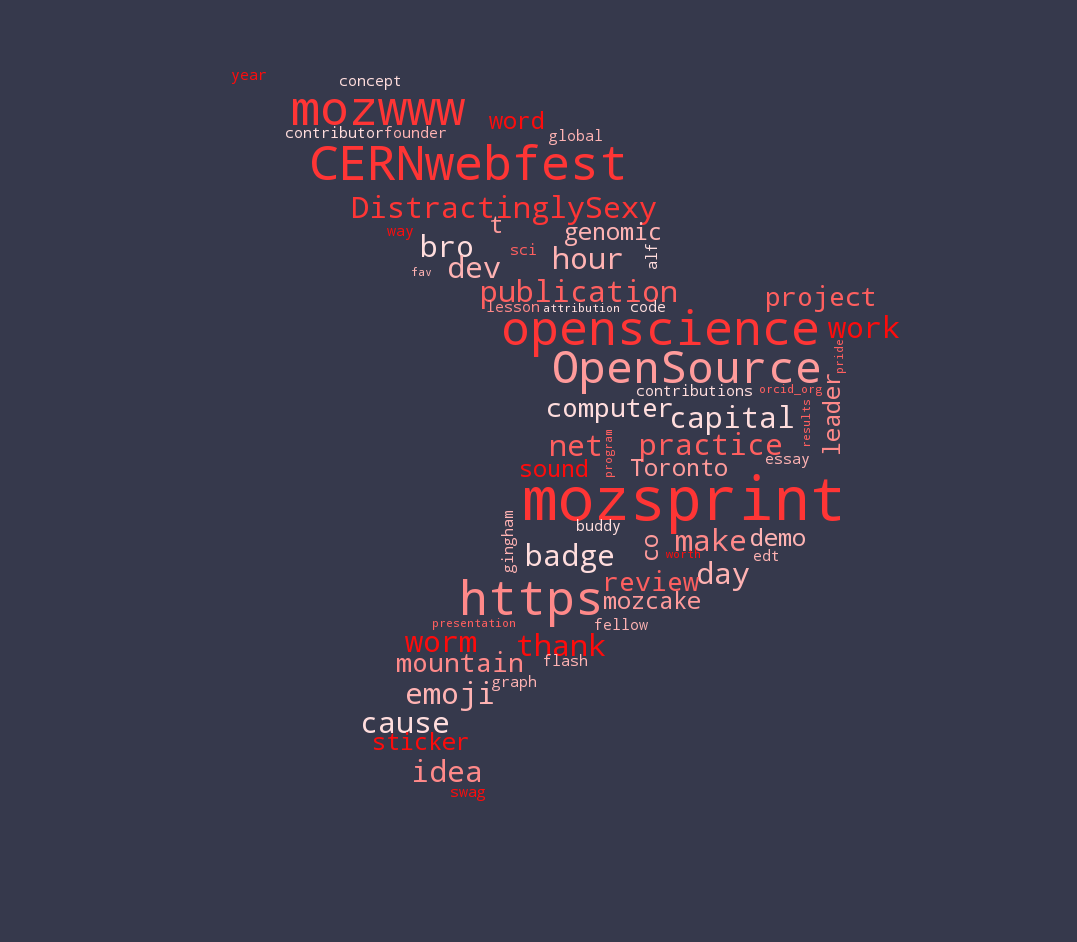 year
concept
mozwww
word
contributor
founder
global
CERNwebfest
DistractinglySexy
t
way
genomic
bro
sci
hour
alf
fav
dev
publication
project
lesson
attribution
code
openscience
work
pride
OpenSource
contributions
orcid_org
leader
results
computer
capital
net
program
practice
essay
sound
Toronto
mozsprint
gingham
buddy
co
make
demo
badge
worth
edt
day
review
https
mozcake
presentation
fellow
worm
thank
mountain
flash
emoji
graph
cause
sticker
idea
swag